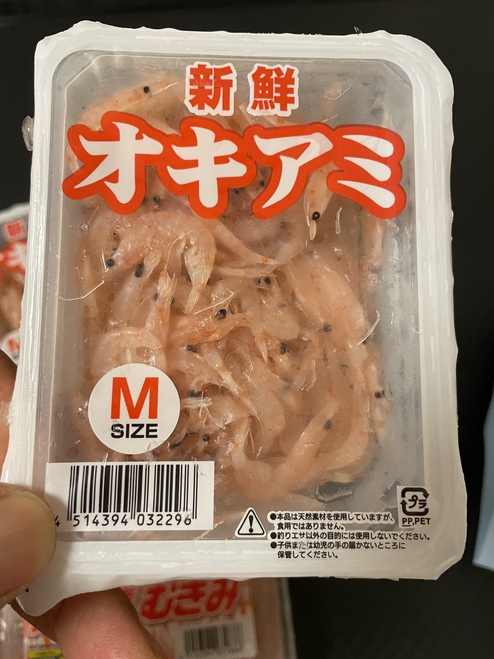 新鮮
オキアミ
M
SIZE
4 514394 032296
●本品は天然素材を使用していますが、
食用ではありません。
●釣りエサ以外の目的には使用しないでください。
●子供または幼児の手の届かないところに
保管してください。
プラ
PP,PET
新
むきみ